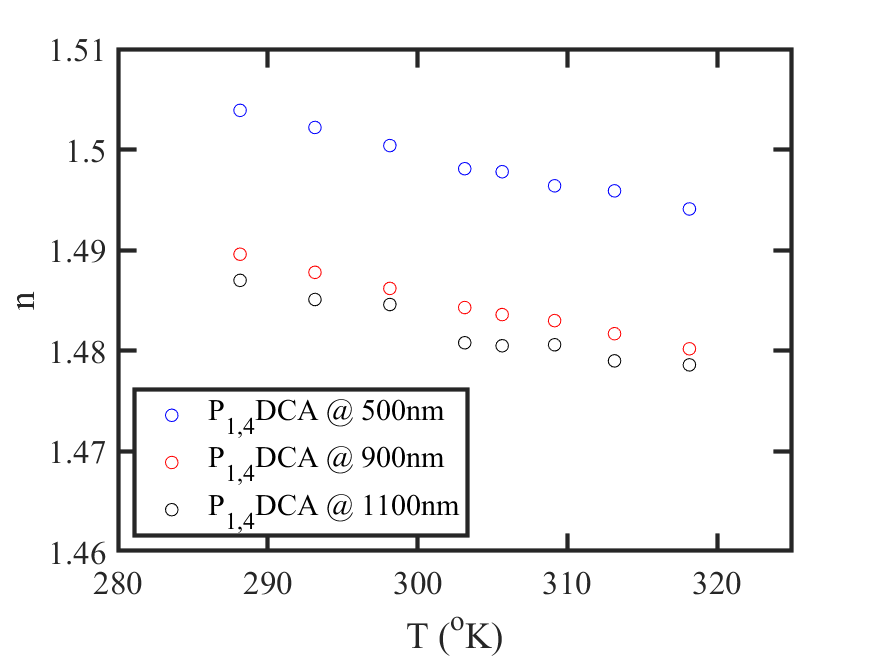 1.51
1.5
1.49
1.48
1.47
1.46
n
P1,4DCA @ 500nm
P1,4DCA @ 900nm
P1,4DCA @ 1100nm
280 290 300 310 320
T (oK)